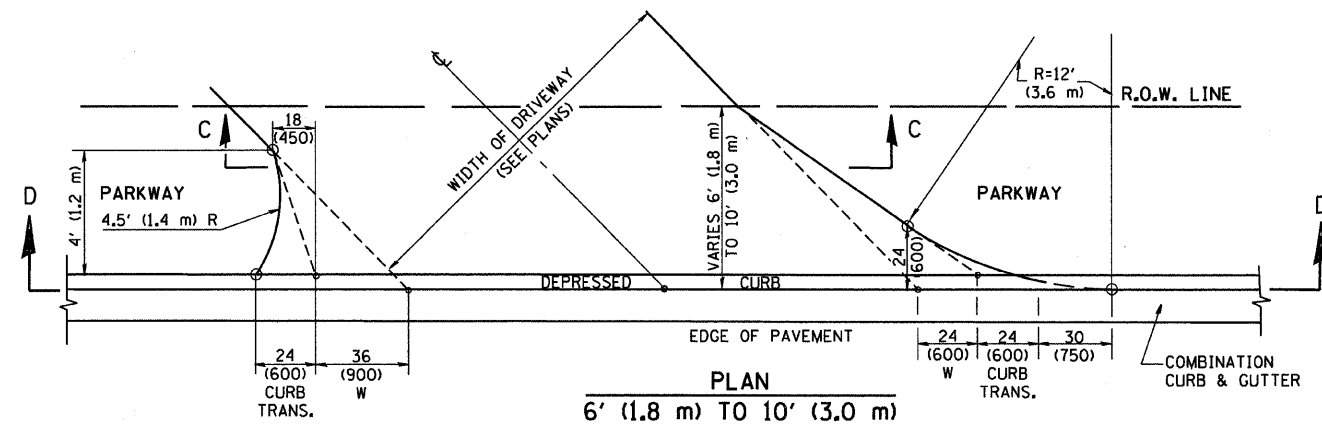 ℄
WIDTH OF DRIVEWAY
(SEE PLANS)
R=12'
(3.6 m)
R.O.W. LINE
C
18
(450)
C
D
4' (1.2 m)
PARKWAY
4.5' (1.4 m) R
VARIES 6' (1.8 m)
TO 10' (3.0 m)
PARKWAY
24
(600)
D
DEPRESSED CURB
EDGE OF PAVEMENT
24
(600)
CURB
TRANS.
36
(900)
W
24
(600)
W
24
(600)
CURB
TRANS.
30
(750)
COMBINATION
CURB & GUTTER
PLAN
6' (1.8 m) TO 10' (3.0 m)